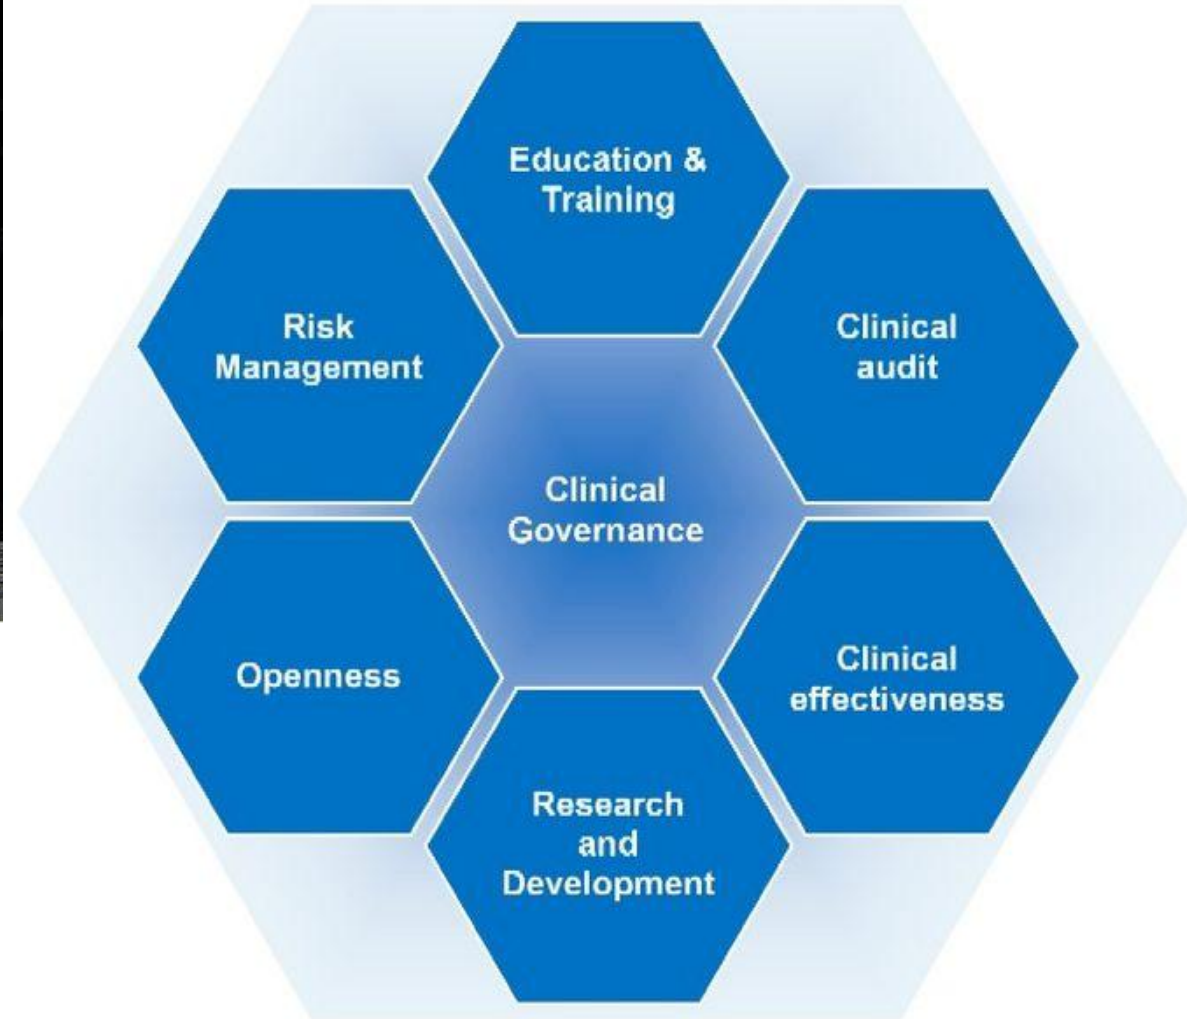 Education &
Training
Risk
Management
Clinical
audit
Clinical
Governance
Openness
Clinical
effectiveness
Research
and
Development